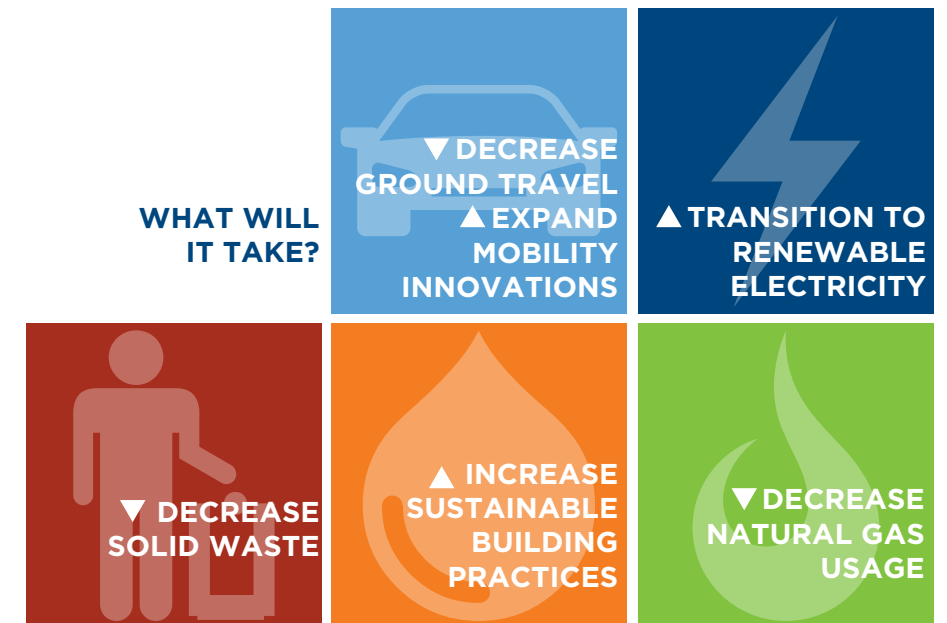 WHAT WILL
IT TAKE?
▼ DECREASE
GROUND TRAVEL
▲ EXPAND
MOBILITY
INNOVATIONS
▲ TRANSITION TO
RENEWABLE
ELECTRICITY
▼ DECREASE
SOLID WASTE
▲ INCREASE
SUSTAINABLE
BUILDING
PRACTICES
▼ DECREASE
NATURAL GAS
USAGE